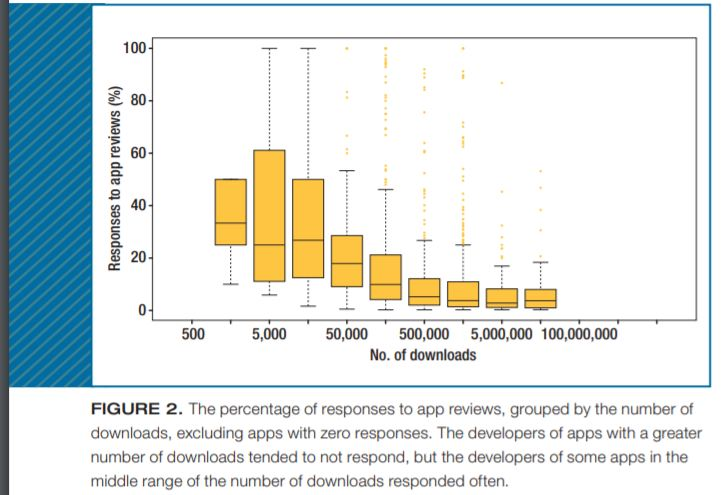 100
80
60
40
20
0
Responses to app reviews (%)
500 5,000 50,000 500,000 5,000,000 100,000,000
No. of downloads
FIGURE 2. The percentage of responses to app reviews, grouped by the number of
downloads, excluding apps with zero responses. The developers of apps with a greater
number of downloads tended to not respond, but the developers of some apps in the
middle range of the number of downloads responded often.